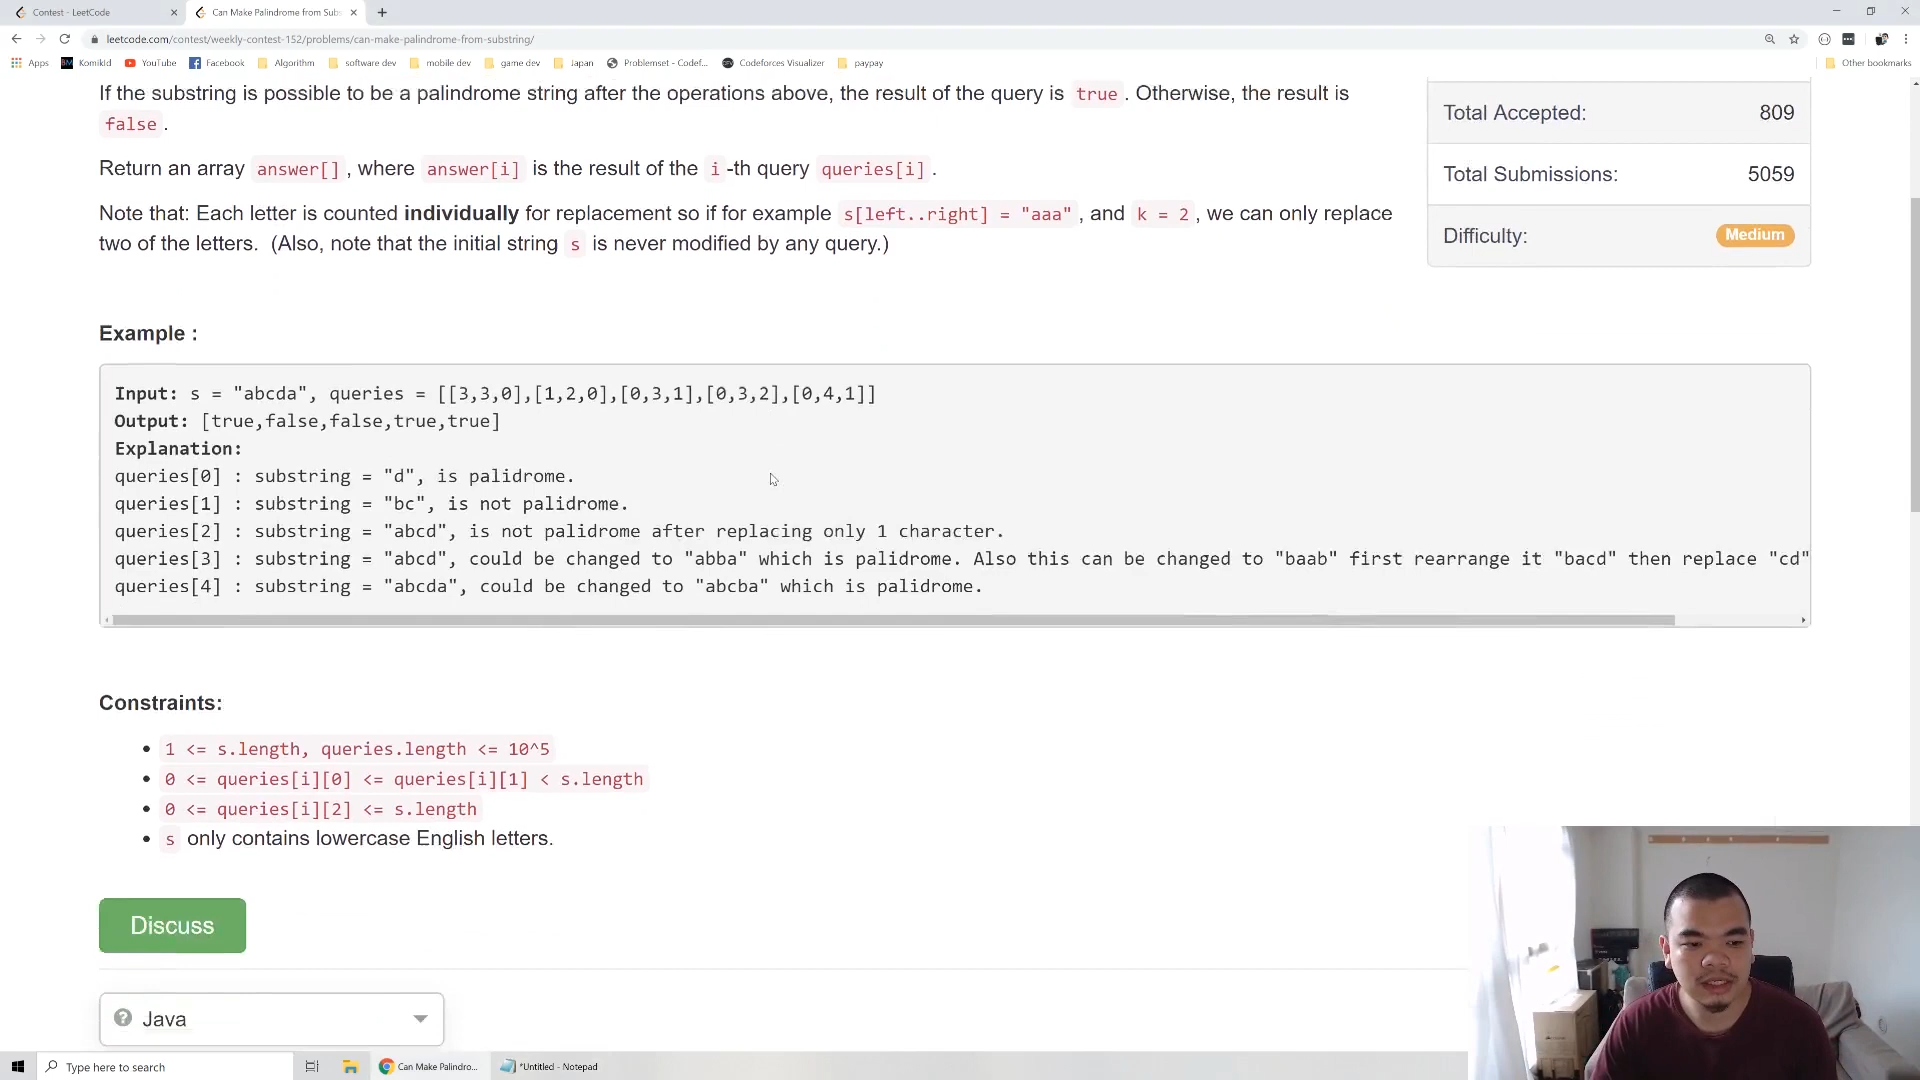 Contest - LeetCode
Can Make Palindrome from Subs
leetcode.com/contest/weekly-contest-152/problems/can-make-palindrome-from-substring/
Apps
KomikId
YouTube
Facebook
Algorithm
software dev
mobile dev
game dev
Japan
Problemset - Codef...
Codeforces Visualizer
paypay
Other bookmarks
If the substring is possible to be a palindrome string after the operations above, the result of the query is true. Otherwise, the result is
false.
Return an array answer[], where answer[i] is the result of the i-th query queries[i].
Note that: Each letter is counted individually for replacement so if for example s[left..right] = "aaa", and k = 2, we can only replace
two of the letters. (Also, note that the initial string s is never modified by any query.)
Total Accepted: 809
Total Submissions: 5059
Difficulty: Medium
Example :
Input: s = "abcda", queries = [[3,3,0],[1,2,0],[0,3,1],[0,3,2],[0,4,1]]
Output: [true,false,false,true,true]
Explanation:
queries[0] : substring = "d", is palidrome.
queries[1] : substring = "bc", is not palidrome.
queries[2] : substring = "abcd", is not palidrome after replacing only 1 character.
queries[3] : substring = "abcd", could be changed to "abba" which is palidrome. Also this can be changed to "baab" first rearrange it "bacd" then replace "cd"
queries[4] : substring = "abcda", could be changed to "abcba" which is palidrome.
Constraints:
1 <= s.length, queries.length <= 10^5
0 <= queries[i][0] <= queries[i][1] < s.length
0 <= queries[i][2] <= s.length
s only contains lowercase English letters.
Discuss
Java
Type here to search
Can Make Palindro...
*Untitled - Notepad